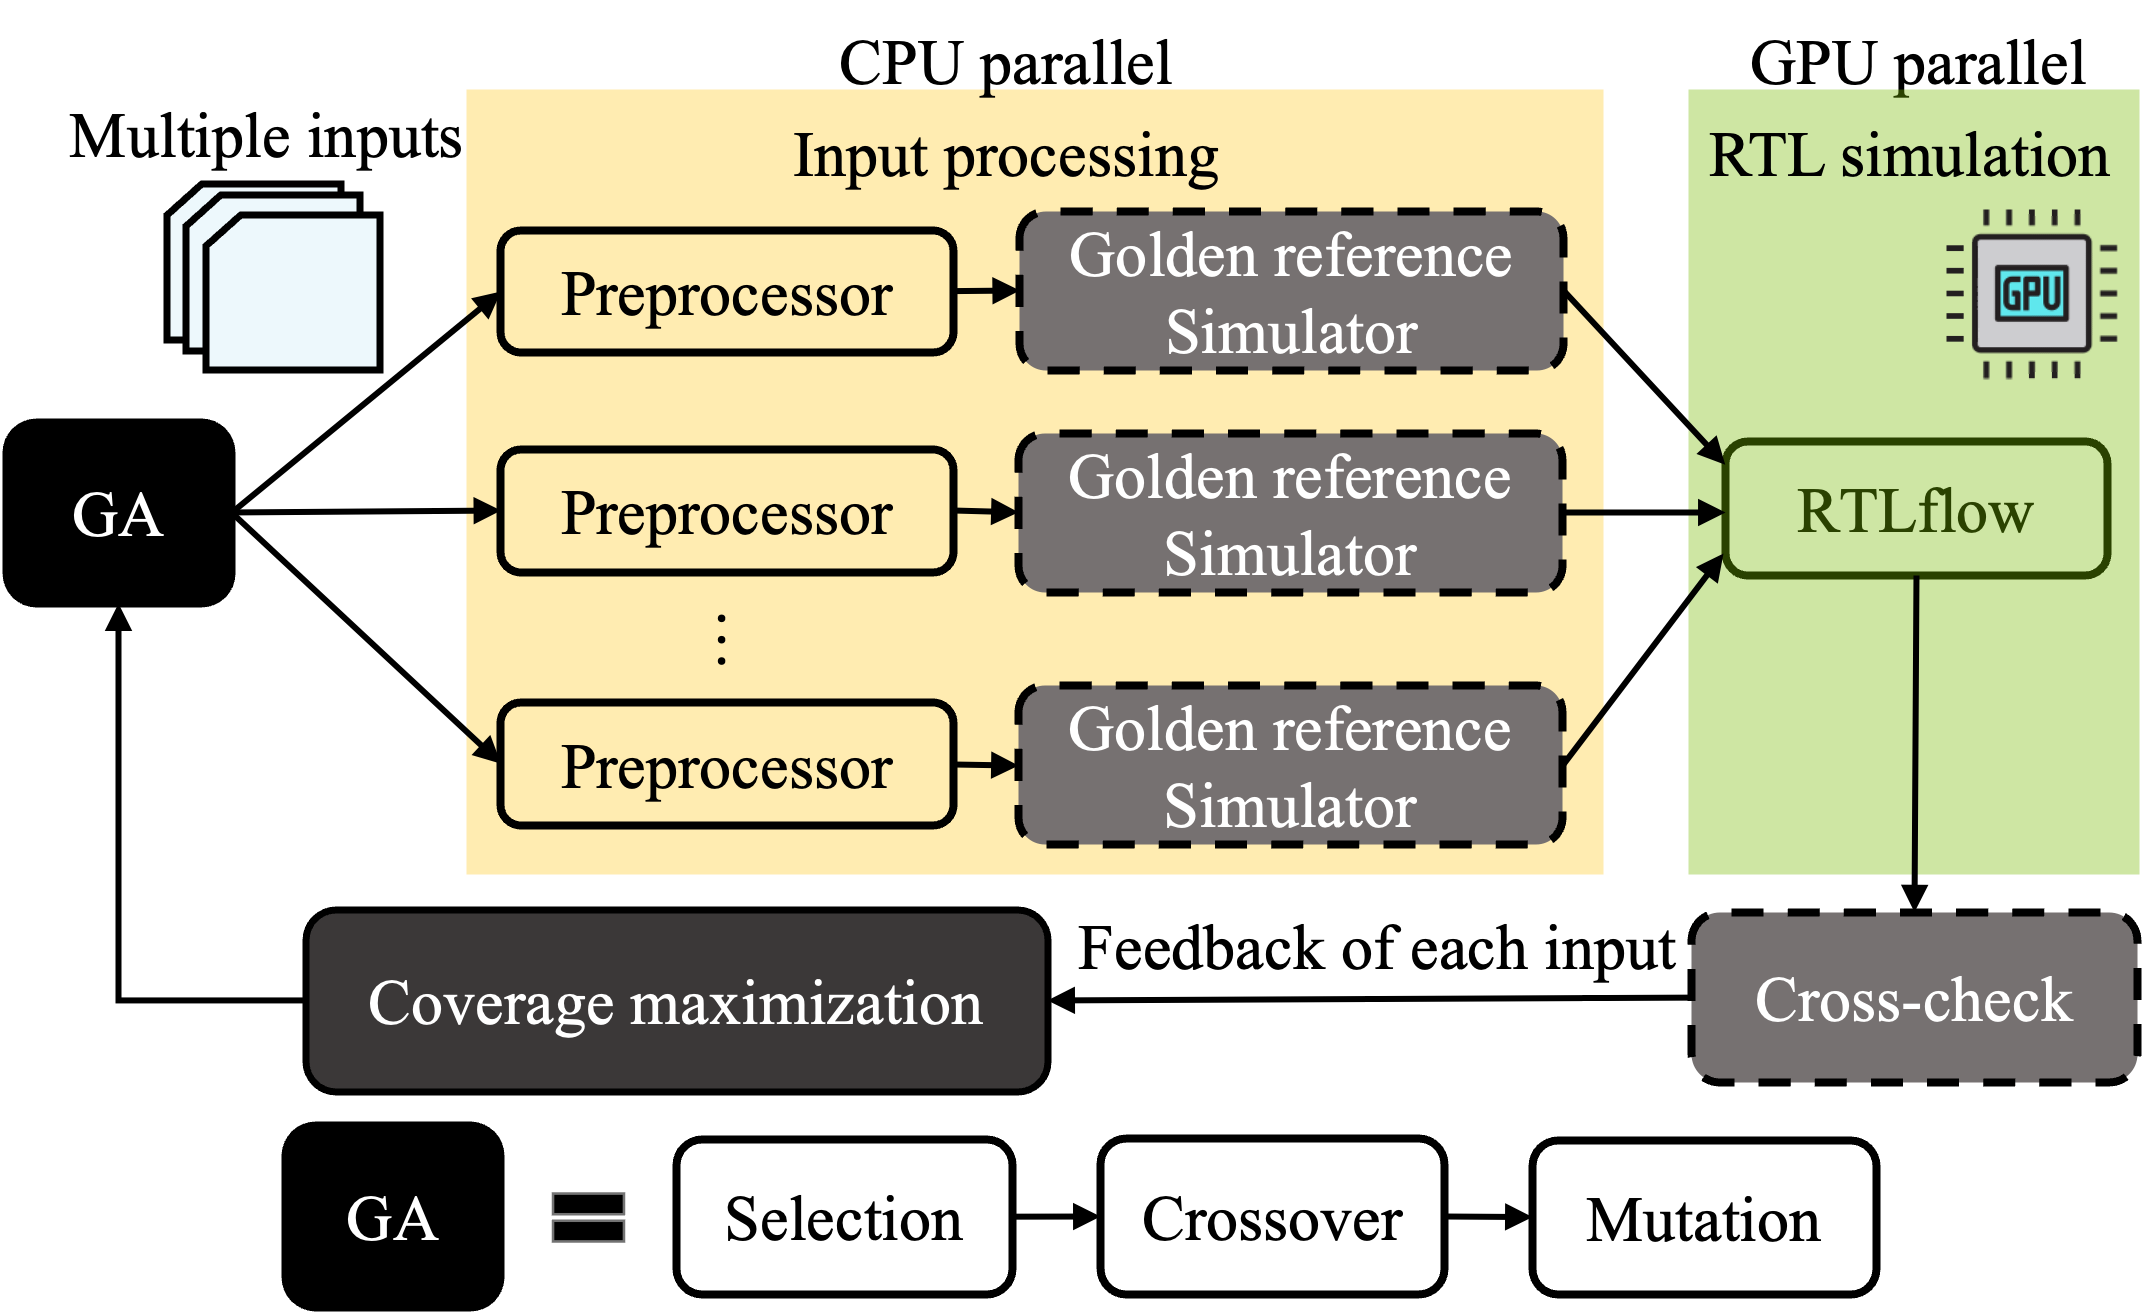 CPU parallel
GPU parallel
Multiple inputs
Input processing
RTL simulation
GPU
Preprocessor
Golden reference
Simulator
GA
Preprocessor
Golden reference
Simulator
RTLflow
⋮
Preprocessor
Golden reference
Simulator
Feedback of each input
Coverage maximization
Cross-check
GA
=
Selection
Crossover
Mutation